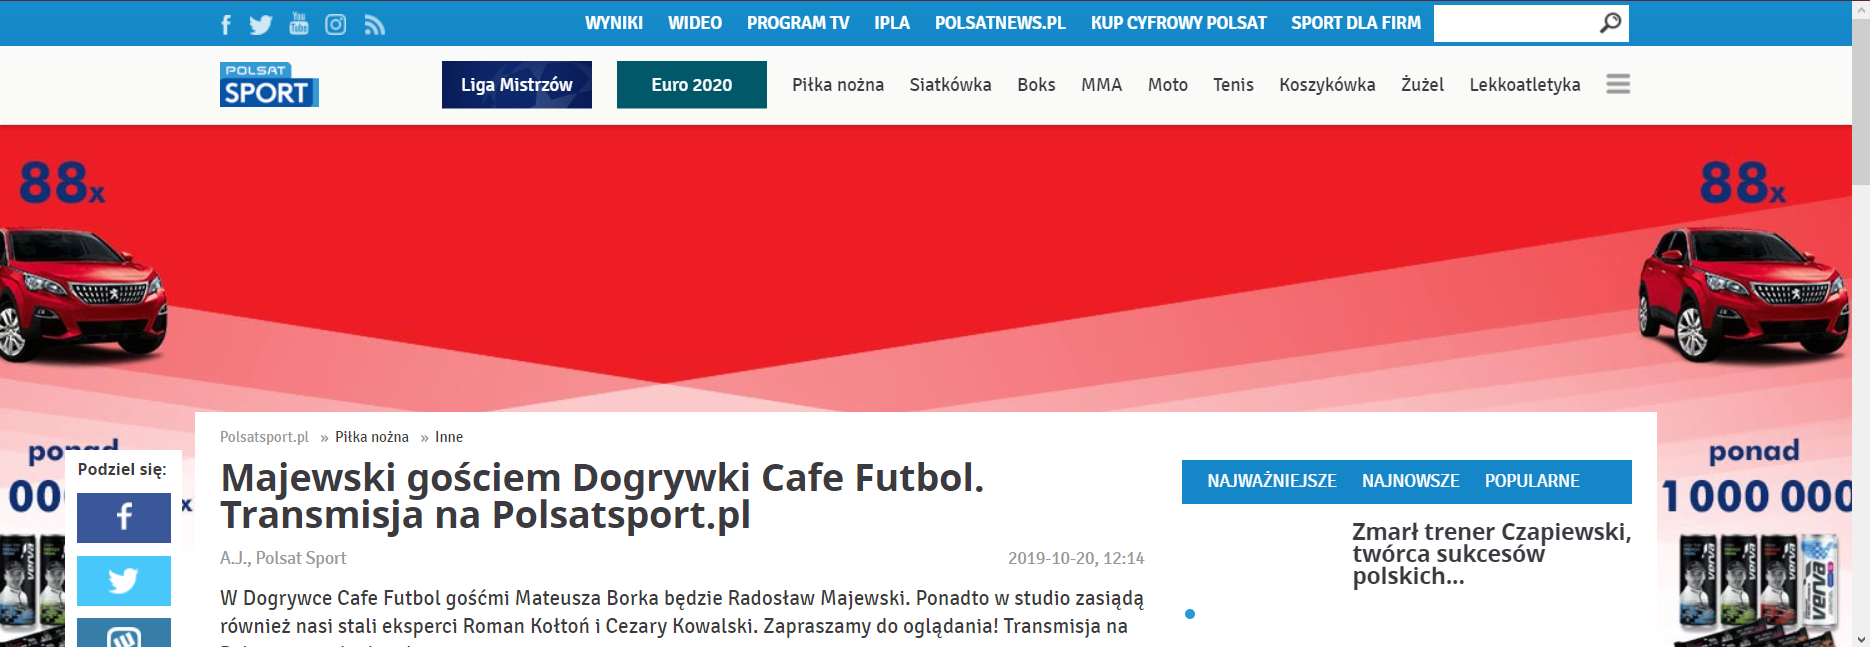 WYNIKI WIDEO PROGRAM TV IPLA POLSATNEWS.PL KUP CYFROWY POLSAT SPORT DLA FIRM
POLSAT
SPORT
Liga Mistrzów Euro 2020 Piłka nożna Siatkówka Boks MMA Moto Tenis Koszykówka Żużel Lekkoatletyka
88x
88x
Polsatsport.pl » Piłka nożna » Inne
Majewski gościem Dogrywki Cafe Futbol.
Transmisja na Polsatsport.pl
A.J., Polsat Sport 2019-10-20, 12:14
W Dogrywce Cafe Futbol gośćmi Mateusza Borka będzie Radosław Majewski. Ponadto w studio zasiądą
również nasi stali eksperci Roman Kołtoń i Cezary Kowalski. Zapraszamy do oglądania! Transmisja na
Podziel się:
NAJWAŻNIEJSZE NAJNOWSZE POPULARNE
Zmarł trener Czapiewski,
twórca sukcesów
polskich...
ponad
1 000 000
verva